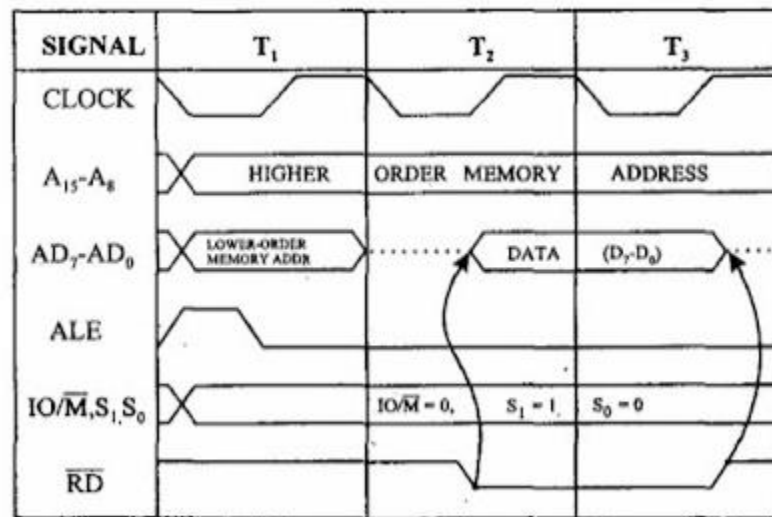 SIGNAL T₁ T₂ T₃
CLOCK
A₁₅-A₈ HIGHER ORDER MEMORY ADDRESS
AD₇-AD₀ LOWER-ORDER MEMORY ADDR DATA (D₇-D₀)
ALE
IO/M̅,S₁,S₀ IO/M̅ = 0, S₁ = 1, S₀ = 0
R̅D̅